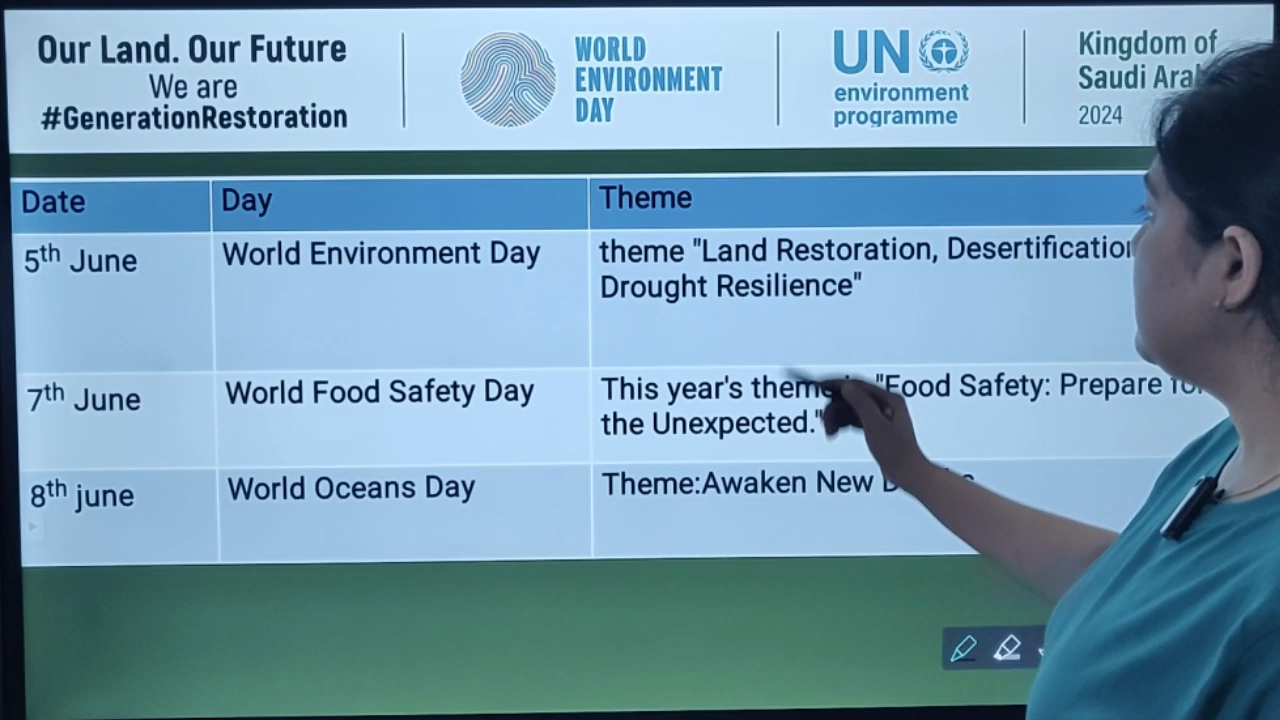 Our Land. Our Future
We are
#GenerationRestoration
WORLD
ENVIRONMENT
DAY
UN
environment
programme
Kingdom of
Saudi
2024
Date Day Theme
5th June World Environment Day theme "Land Restoration, Desertification
Drought Resilience"
7th June World Food Safety Day This year's theme "Food Safety: Prepare for
the Unexpected."
8th june World Oceans Day Theme:Awaken New